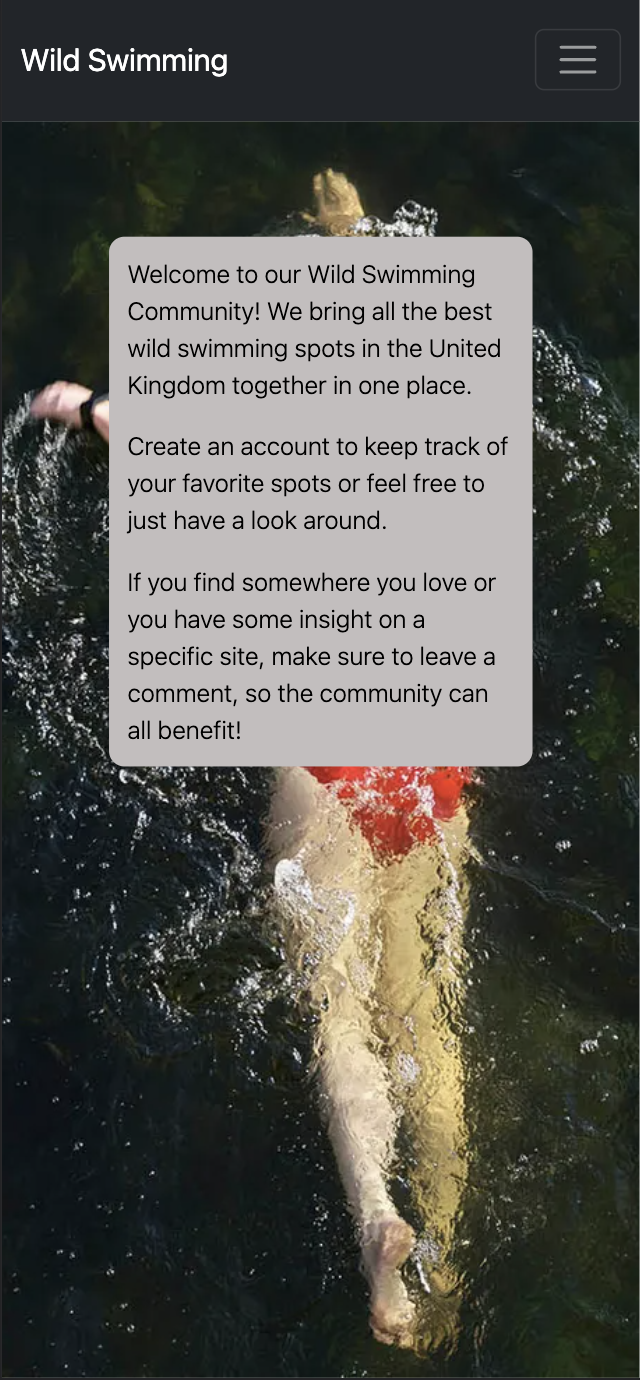 Wild Swimming
Welcome to our Wild Swimming
Community! We bring all the best
wild swimming spots in the United
Kingdom together in one place.
Create an account to keep track of
your favorite spots or feel free to
just have a look around.
If you find somewhere you love or
you have some insight on a
specific site, make sure to leave a
comment, so the community can
all benefit!